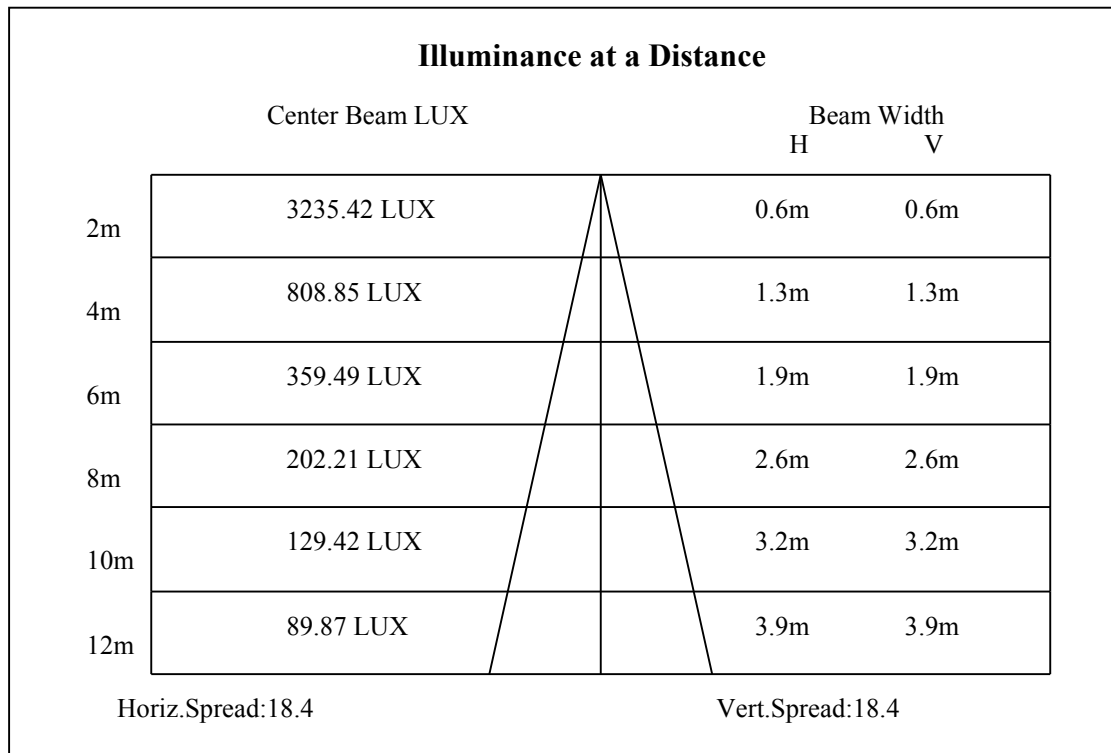 Illuminance at a Distance
Center Beam LUX Beam Width
H V
2m 3235.42 LUX 0.6m 0.6m
4m 808.85 LUX 1.3m 1.3m
6m 359.49 LUX 1.9m 1.9m
8m 202.21 LUX 2.6m 2.6m
10m 129.42 LUX 3.2m 3.2m
12m 89.87 LUX 3.9m 3.9m
Horiz.Spread:18.4 Vert.Spread:18.4